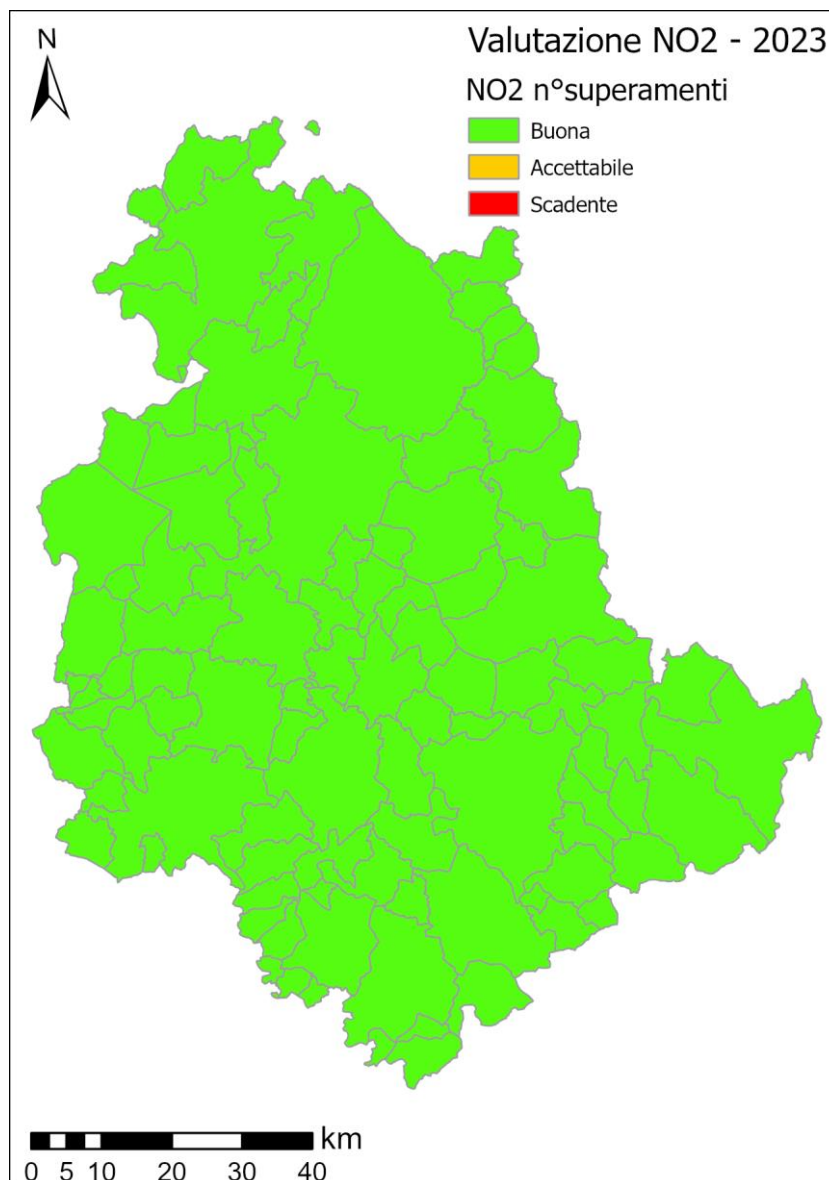 N
Valutazione NO2 - 2023
NO2 n°superamenti
Buona
Accettabile
Scadente
km
0 5 10 20 30 40